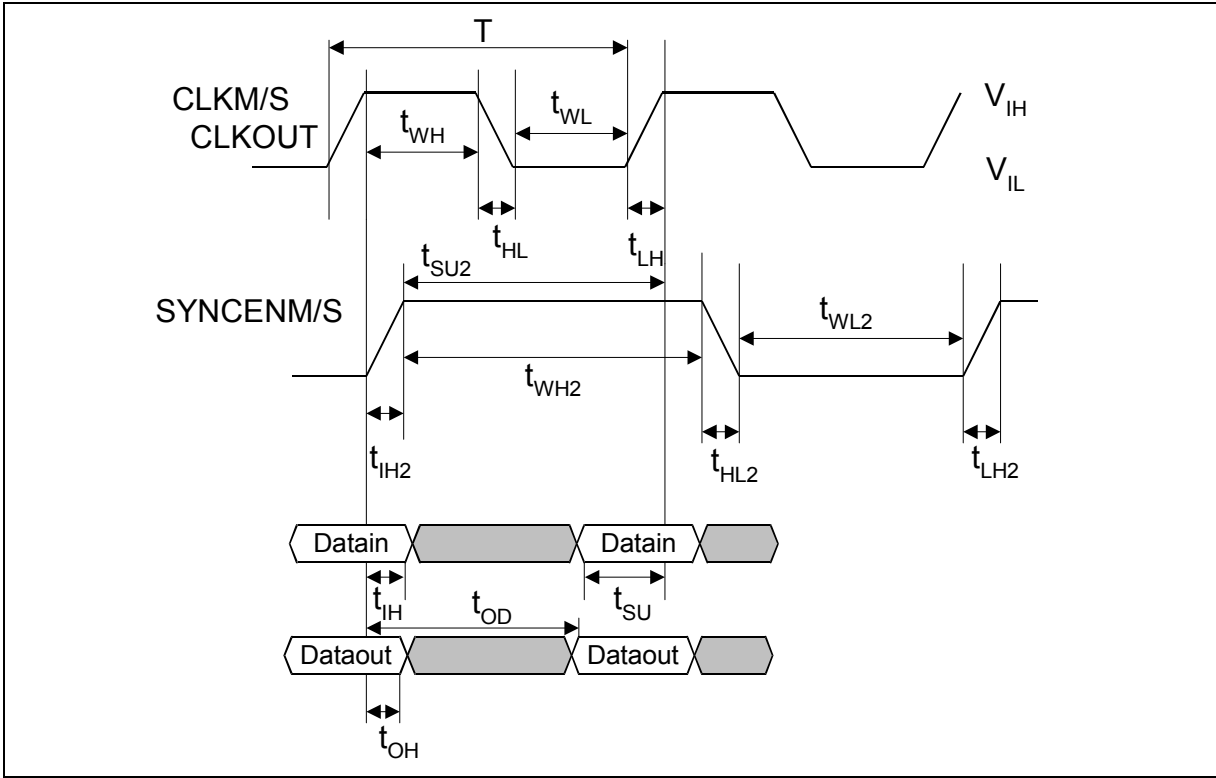 T
CLKM/S
CLKOUT
tWH
tWL
VIH
VIL
tHL
tLH
tSU2
SYNCENM/S
tWL2
tWH2
tIH2
tHL2
tLH2
Datain
Datain
tIH
tOD
tSU
Dataout
Dataout
tOH